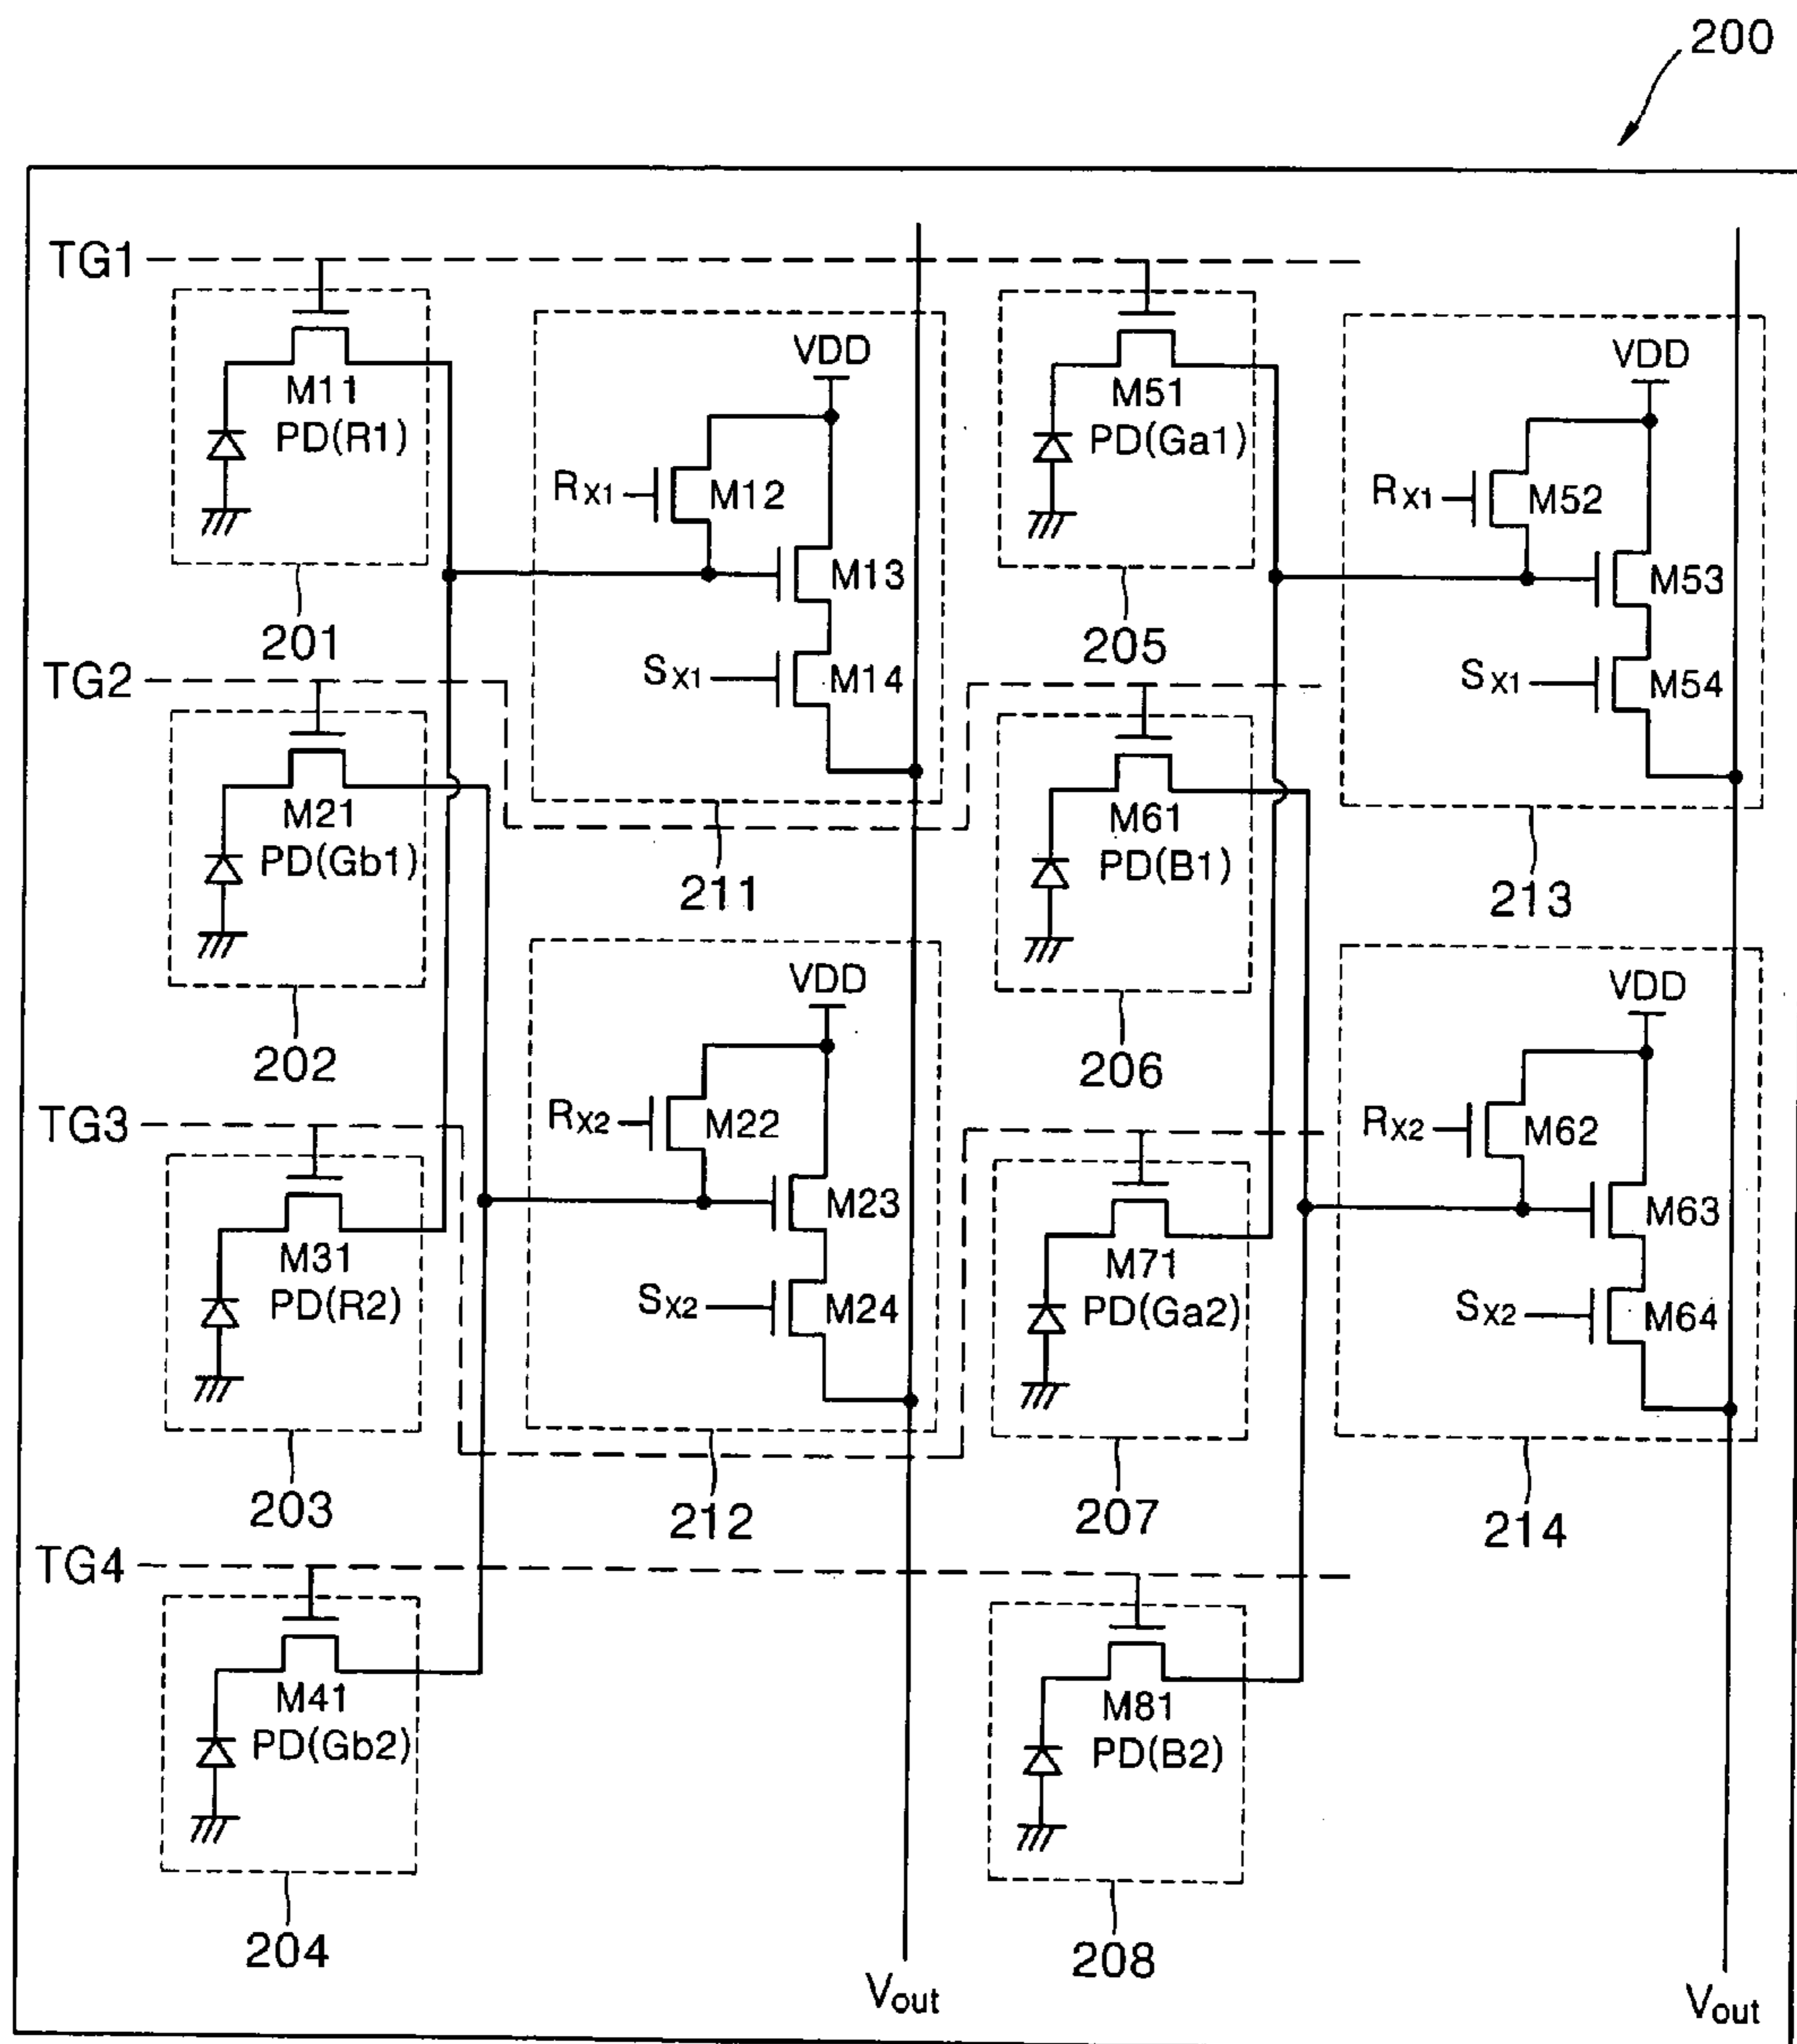 200
TG1
M11
PD(R1)
201
VDD
RX1
M12
M13
SX1
M14
211
M51
PD(Ga1)
205
VDD
RX1
M52
M53
SX1
M54
213
TG2
M21
PD(Gb1)
202
M61
PD(B1)
206
VDD
RX2
M22
M23
SX2
M24
212
VDD
RX2
M62
M63
SX2
M64
214
TG3
M31
PD(R2)
203
M71
PD(Ga2)
207
TG4
M41
PD(Gb2)
204
M81
PD(B2)
208
Vout
Vout